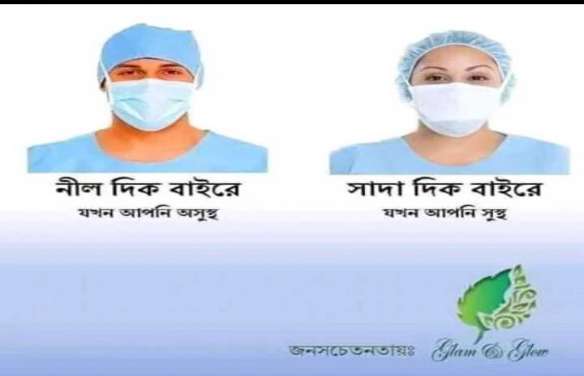 নীল দিক বাইরে
যখন আপনি অসুস্থ
সাদা দিক বাইরে
যখন আপনি সুস্থ
জনসচেতনতায়ঃ Glam & Glow